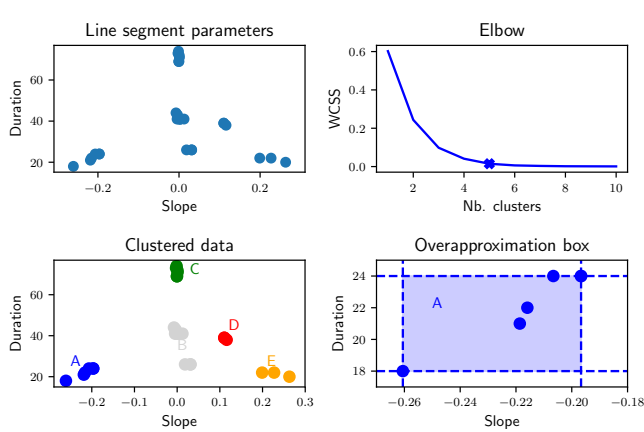 Line segment parameters
Duration
60
40
20
−0.2 0.0 0.2
Slope
Elbow
WCSS
0.6
0.4
0.2
0.0
2 4 6 8 10
Nb. clusters
Clustered data
Duration
60
40
20
A
B
C
D
E
−0.2 −0.1 0.0 0.1 0.2 0.3
Slope
Overapproximation box
Duration
24
22
20
18
A
−0.26 −0.24 −0.22 −0.20 −0.18
Slope